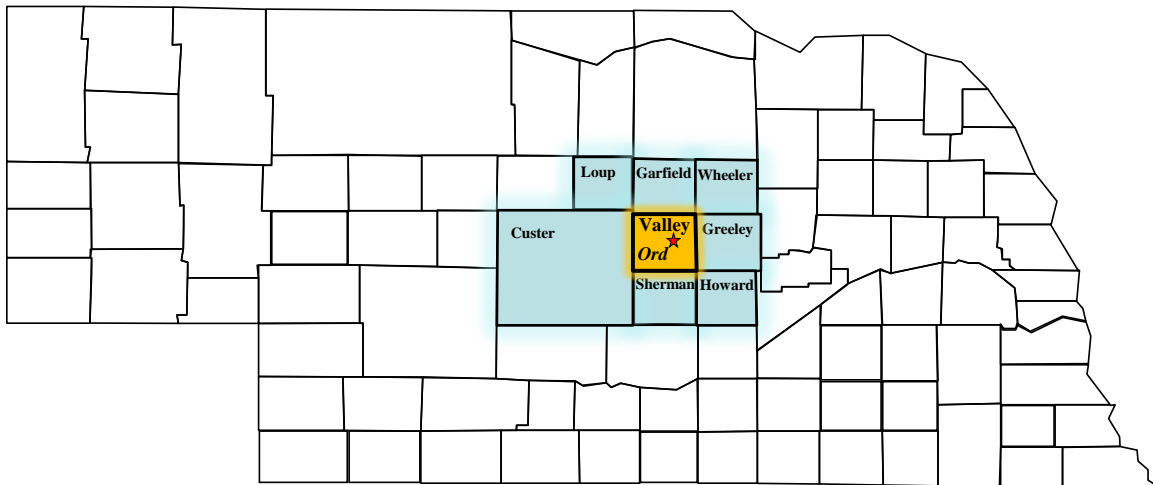 Loup
Garfield
Wheeler
Custer
Valley
Ord
Greeley
Sherman
Howard